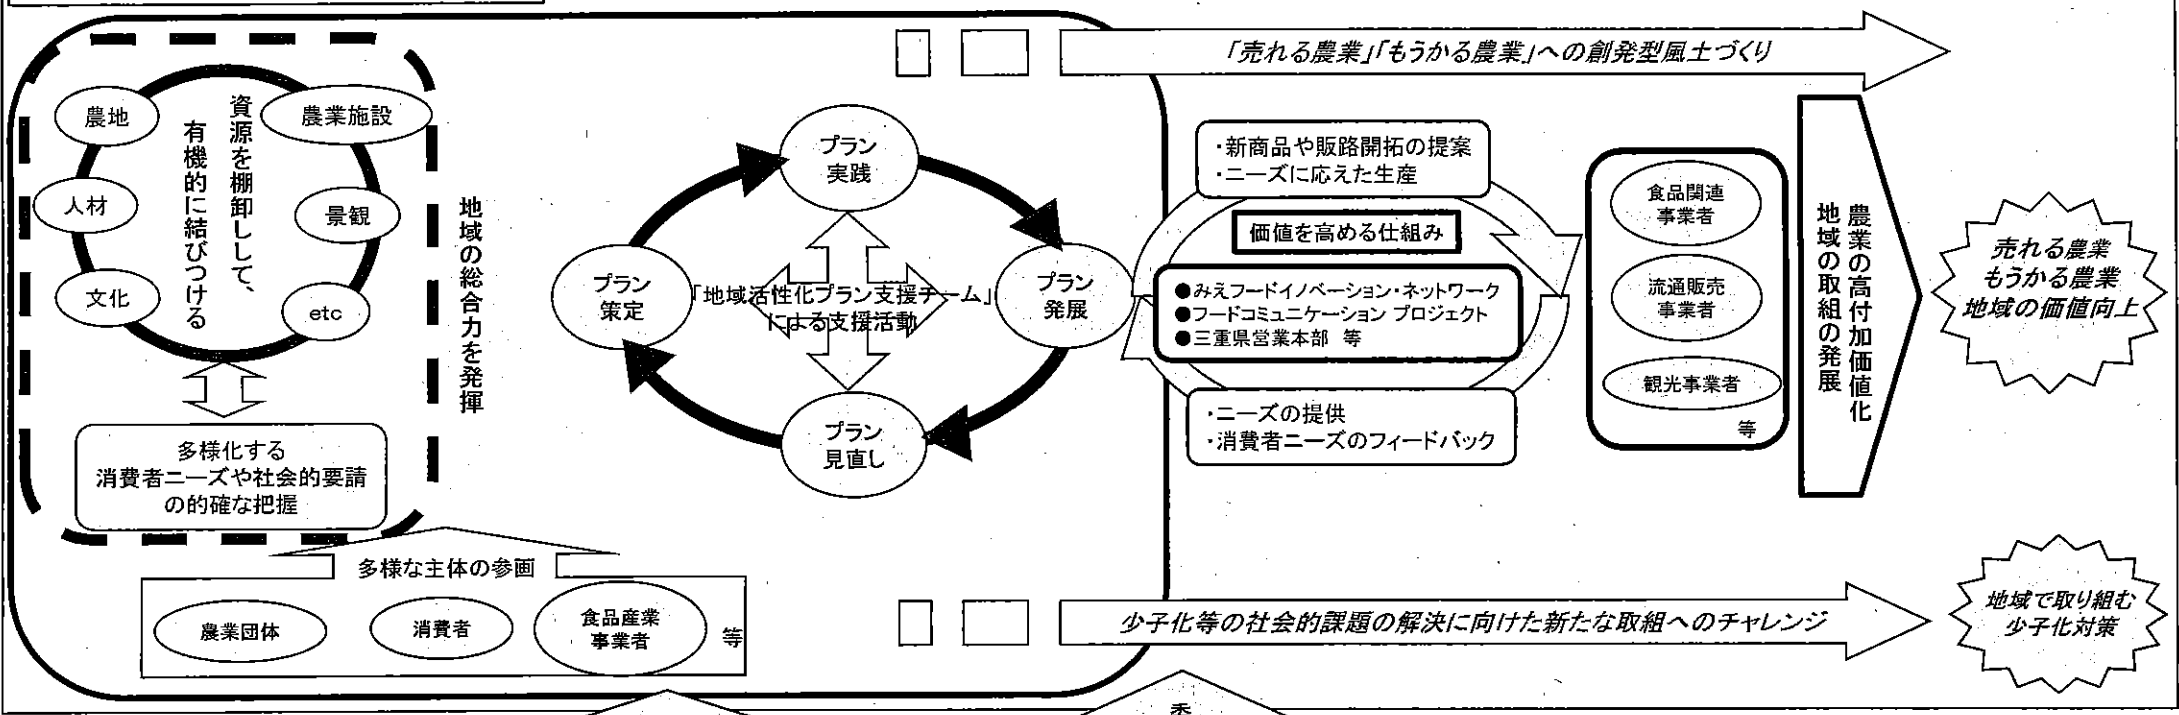 「売れる農業」「もうかる農業」への創発型風土づくり
農地
農業施設
人材
景観
文化
etc
資源を棚卸しして、
有機的に結びつける
多様化する
消費者ニーズや社会的要請
の的確な把握
地域の総合力を発揮
プラン
実践
プラン
策定
「地域活性化プラン支援チーム」
による支援活動
プラン
発展
プラン
見直し
・新商品や販路開拓の提案
・ニーズに応えた生産
価値を高める仕組み
●みえフードイノベーション・ネットワーク
●フードコミュニケーション プロジェクト
●三重県営業本部 等
・ニーズの提供
・消費者ニーズのフィードバック
食品関連
事業者
流通販売
事業者
観光事業者
等
農業の高付加価値化
地域の取組の発展
売れる農業
もうかる農業
地域の価値向上
多様な主体の参画
農業団体
消費者
食品産業
事業者
等
少子化等の社会的課題の解決に向けた新たな取組へのチャレンジ
地域で取り組む
少子化対策